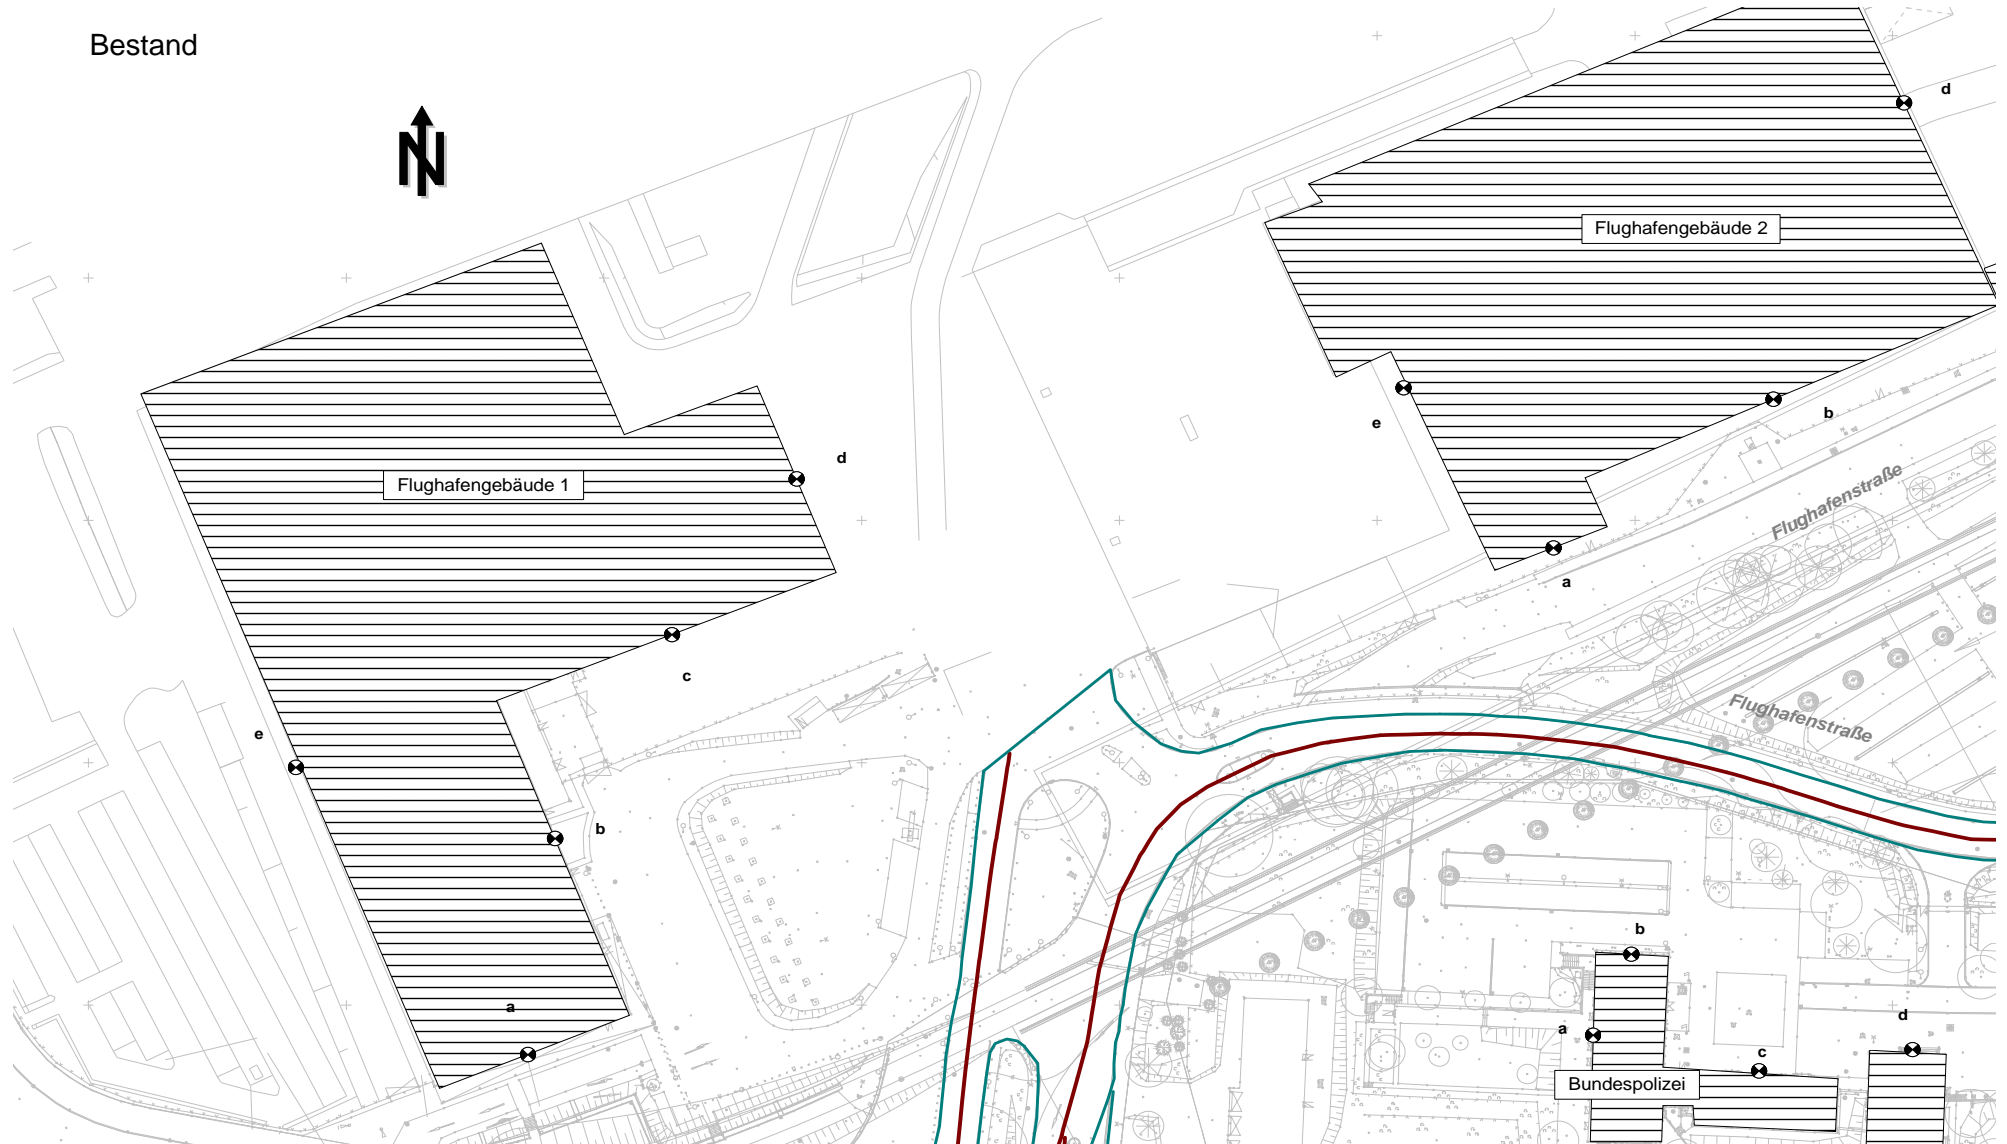 Bestand
N
d
Flughafengebäude 2
e
b
d
Flughafengebäude 1
Flughafenstraße
a
c
Flughafenstraße
e
b
b
a
a
d
c
Bundespolizei